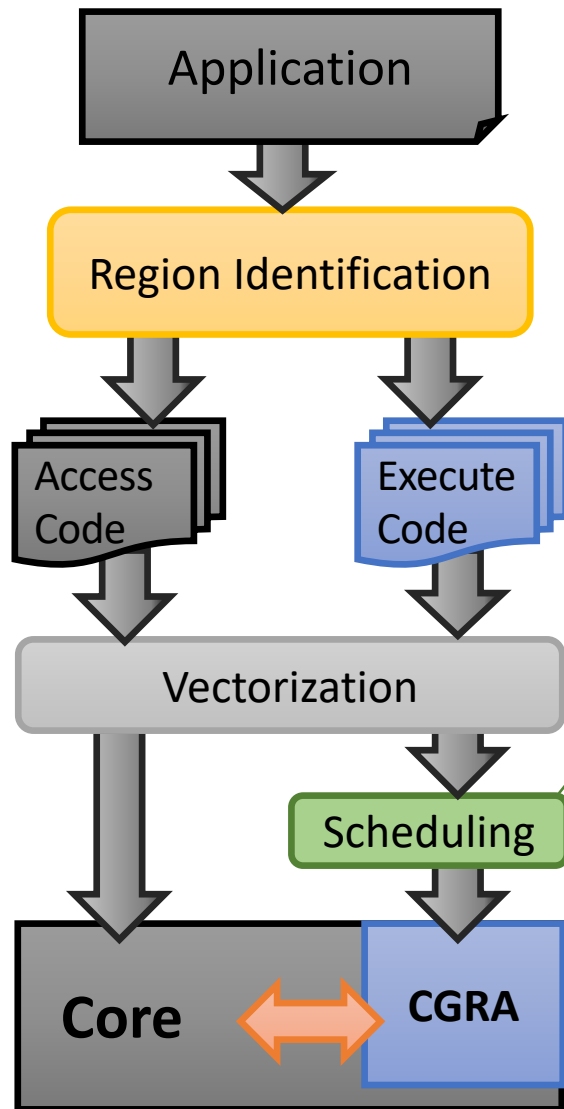 Application
Region Identification
Access
Code
Execute
Code
Vectorization
Scheduling
Core
CGRA